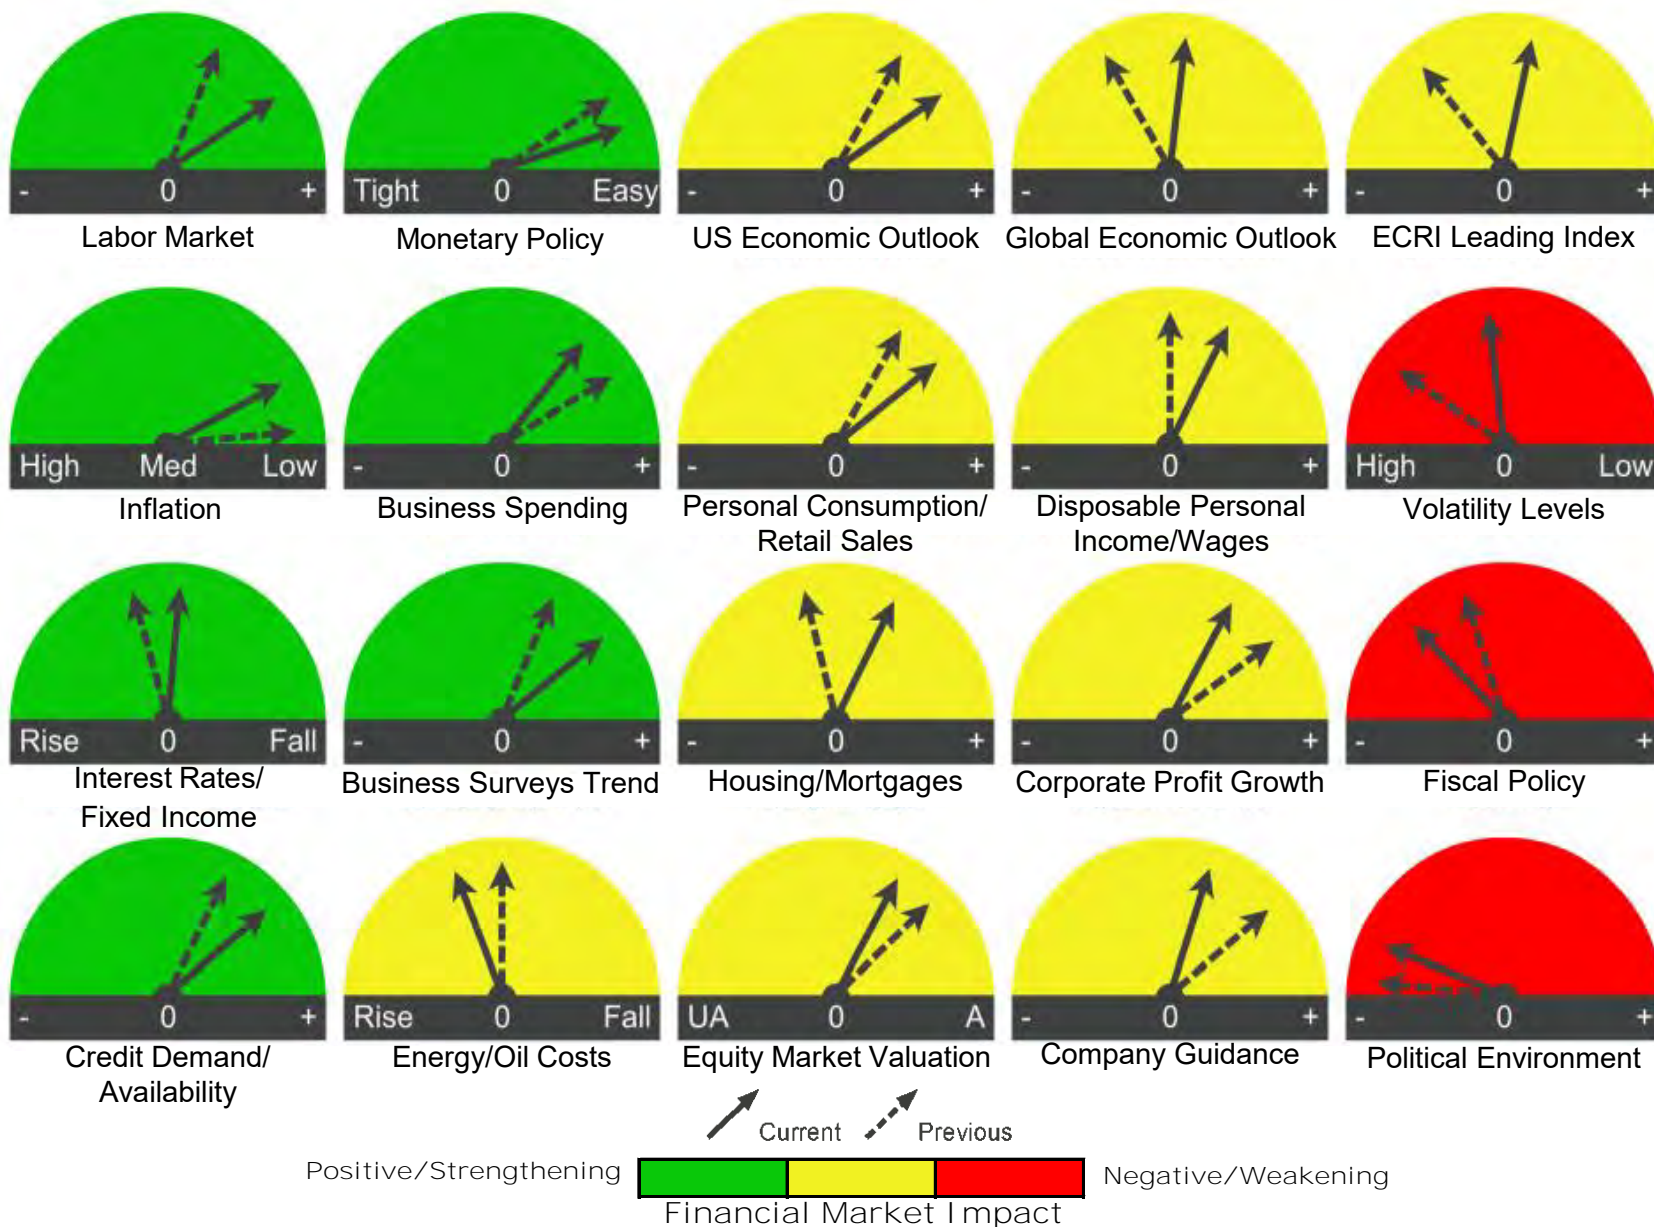 - 0 +
Labor Market
Tight 0 Easy
Monetary Policy
- 0 +
US Economic Outlook
- 0 +
Global Economic Outlook
- 0 +
ECRI Leading Index
High Med Low
Inflation
- 0 +
Business Spending
- 0 +
Personal Consumption/
Retail Sales
- 0 +
Disposable Personal
Income/Wages
High 0 Low
Volatility Levels
Rise 0 Fall
Interest Rates/
Fixed Income
- 0 +
Business Surveys Trend
- 0 +
Housing/Mortgages
- 0 +
Corporate Profit Growth
- 0 +
Fiscal Policy
- 0 +
Credit Demand/
Availability
Rise 0 Fall
Energy/Oil Costs
UA 0 A
Equity Market Valuation
- 0 +
Company Guidance
- 0 +
Political Environment
Current Previous
Positive/Strengthening Negative/Weakening
Financial Market Impact